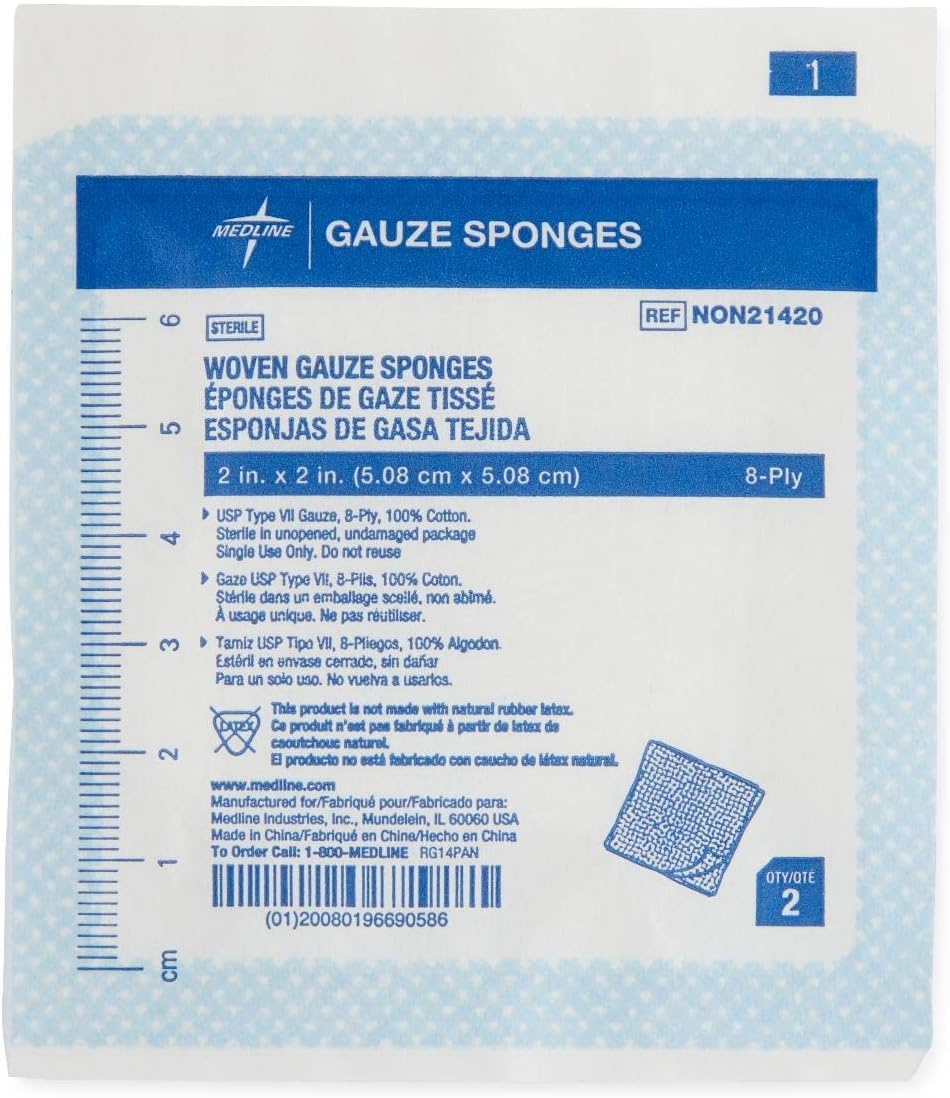 1
MEDLINE
GAUZE SPONGES
STERILE
REF NON21420
WOVEN GAUZE SPONGES
ÉPONGES DE GAZE TISSÉ
ESPONJAS DE GASA TEJIDA
2 in. x 2 in. (5.08 cm x 5.08 cm) 8-Ply
USP Type VII Gauze, 8-Ply, 100% Cotton.
Sterile in unopened, undamaged package
Single Use Only. Do not reuse
Gaze USP Type VII, 8-Plis, 100% Coton.
Stérile dans un emballage scellé, non abîmé.
À usage unique. Ne pas réutiliser.
Tamiz USP Tipo VII, 8-Pliegos, 100% Algodon.
Estéril en envase cerrado, sin dañar
Para un solo uso. No vuelva a usarlos.
LATEX
This product is not made with natural rubber latex.
Ce produit n'est pas fabriqué à partir de latex de
caoutchouc naturel.
El producto no está fabricado con caucho de látex natural.
www.medline.com
Manufactured for/Fabriqué pour/Fabricado para:
Medline Industries, Inc., Mundelein, IL 60060 USA
Made in China/Fabriqué en Chine/Hecho en China
To Order Call: 1-800-MEDLINE RG14PAN
(01)20080196690586
QTY/QTÉ
2
6
5
4
3
2
1
cm